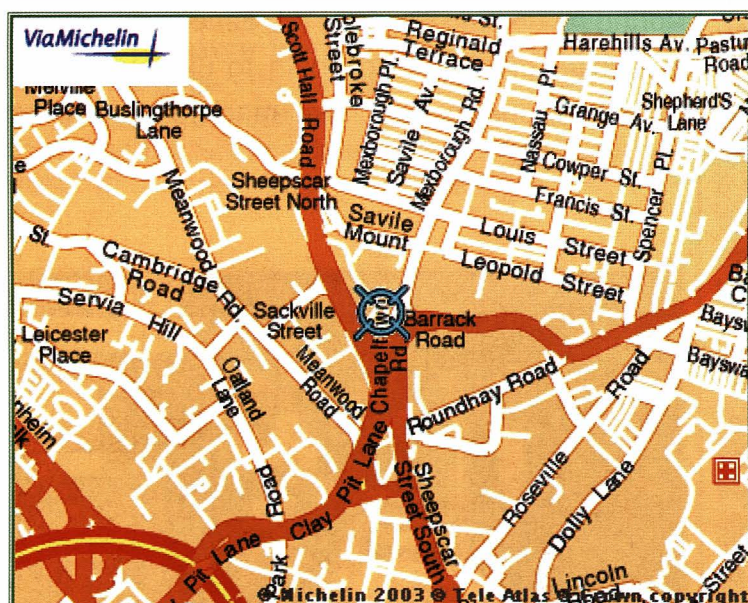 ViaMichelin
Scott Hall Road
Street
Reginald
Terrace
Harehills Av.
Road
Melville
Place
Buslingthorpe
Lane
Mexborough Pl.
Savile Av.
Mexborough Rd.
Nassau Pl.
Grange Av.
Shepherd'S
Lane
Cowper St.
Francis St.
Spencer Pl.
Sheepscar
Street North
Savile
Mount
Louis Street
Leopold Street
Meanwood Rd.
St.
Cambridge
Road
Servia Hill
Sackville
Street
Leicester
Place
Barrack
Road
Oatland
Lane
Meanwood
Road
Chapeltwn
Rd
Roundhay Road
Roseville Road
Dolly Lane
Clay Pit Lane
Pit Lane
Road
Sheepscar
Street South
Lincoln
Street
© Michelin 2003 © Tele Atlas © Crown copyright